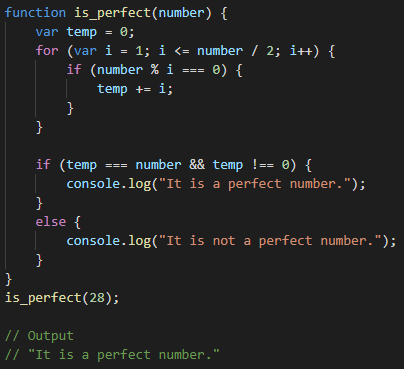 function is_perfect(number) {
    var temp = 0;
    for (var i = 1; i <= number / 2; i++) {
        if (number % i === 0) {
            temp += i;
        }
    }

    if (temp === number && temp !== 0) {
        console.log("It is a perfect number.");
    }
    else {
        console.log("It is not a perfect number.");
    }
}
is_perfect(28);

// Output
// "It is a perfect number."